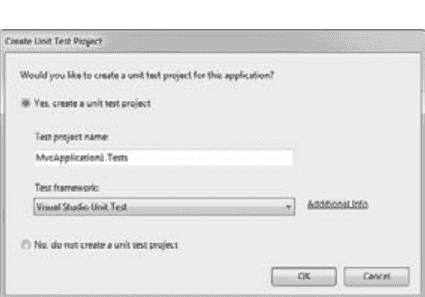 Create Unit Test Project
Would you like to create a unit test project for this application?
Yes, create a unit test project
Test project name:
MvcApplication1.Tests
Test framework:
Visual Studio Unit Test
Additional Info
No, do not create a unit test project
OK
Cancel